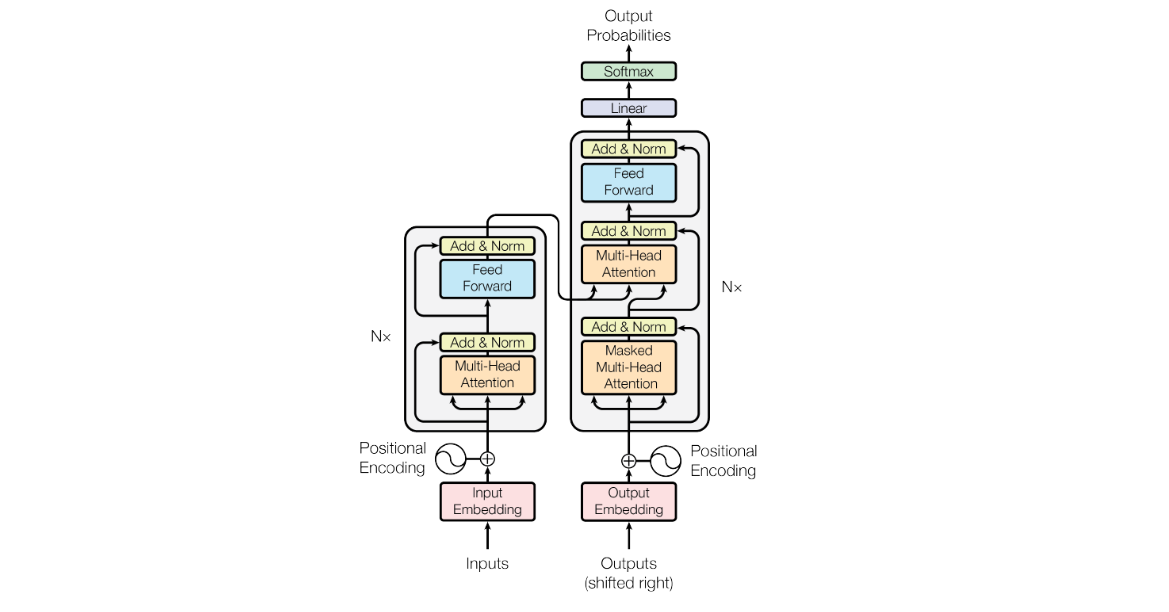 Output
Probabilities
Softmax
Linear
Add & Norm
Feed
Forward
Add & Norm
Multi-Head
Attention
Nx
Add & Norm
Masked
Multi-Head
Attention
Add & Norm
Feed
Forward
Nx
Add & Norm
Multi-Head
Attention
Positional
Encoding
Positional
Encoding
Input
Embedding
Output
Embedding
Inputs
Outputs
(shifted right)